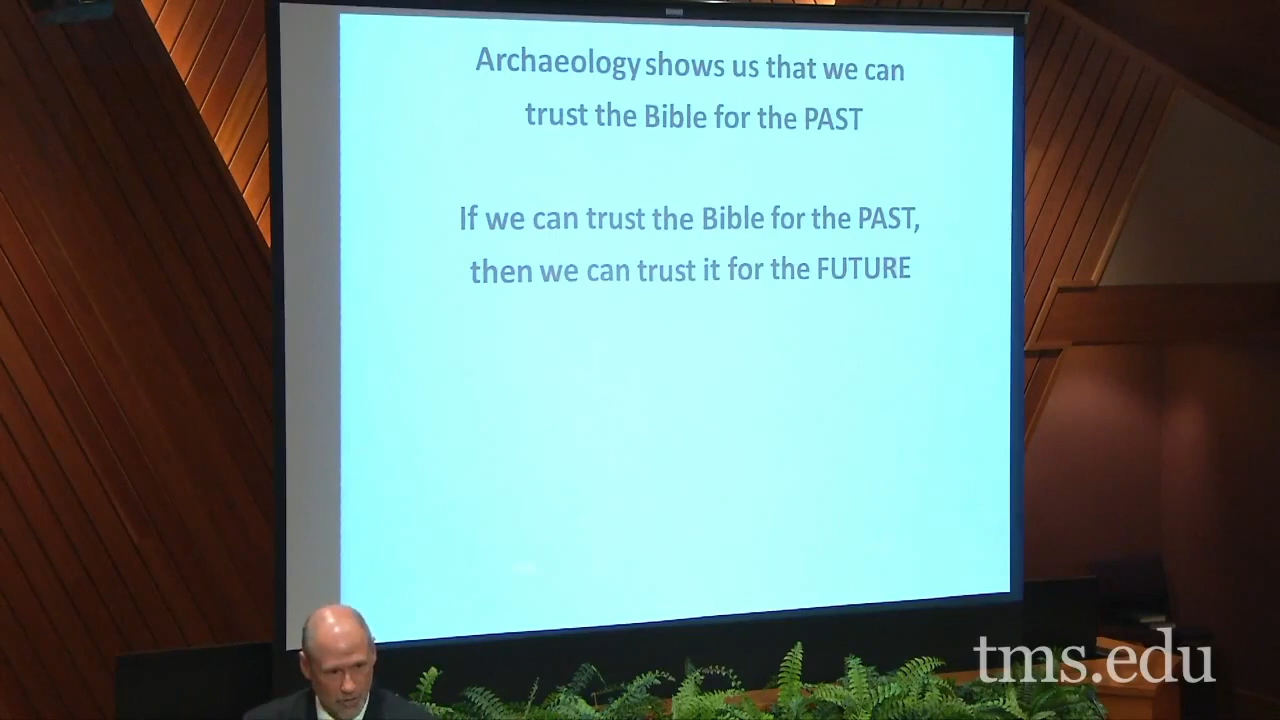 Archaeology shows us that we can
trust the Bible for the PAST
If we can trust the Bible for the PAST,
then we can trust it for the FUTURE
tms.edu